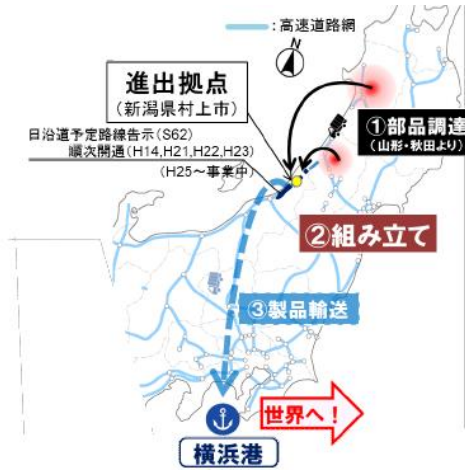 ：高速道路網
N
進出拠点
(新潟県村上市)
日沿道予定路線告示(S62)
順次開通(H14,H21,H22,H23)
(H25～事業中)
①部品調達
(山形・秋田より)
②組み立て
③製品輸送
世界へ！
横浜港